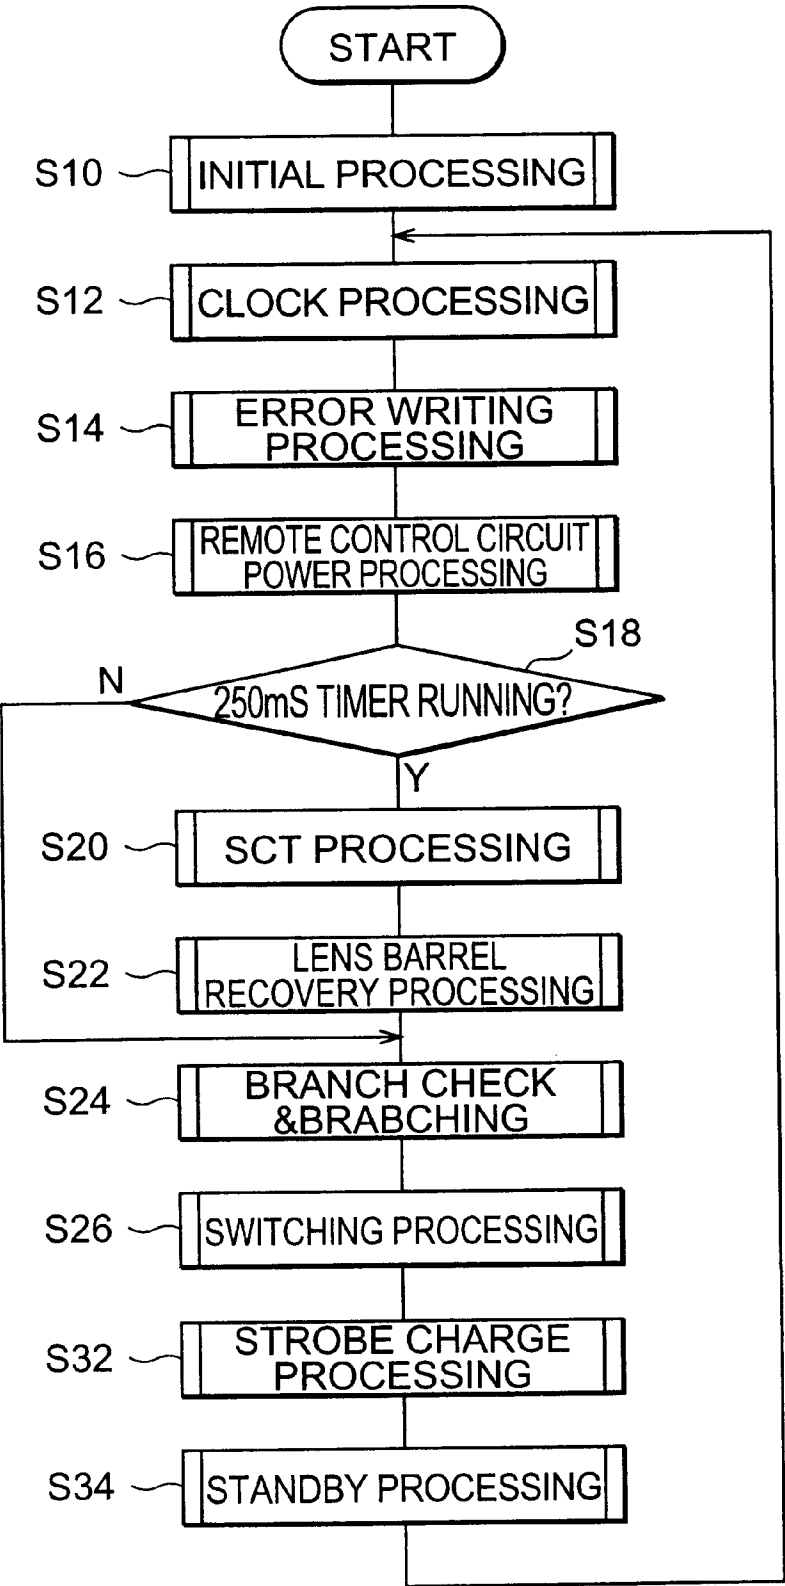 START
S10
INITIAL PROCESSING
S12
CLOCK PROCESSING
S14
ERROR WRITING
PROCESSING
S16
REMOTE CONTROL CIRCUIT
POWER PROCESSING
S18
N
250mS TIMER RUNNING?
Y
S20
SCT PROCESSING
S22
LENS BARREL
RECOVERY PROCESSING
S24
BRANCH CHECK
&BRABCHING
S26
SWITCHING PROCESSING
S32
STROBE CHARGE
PROCESSING
S34
STANDBY PROCESSING